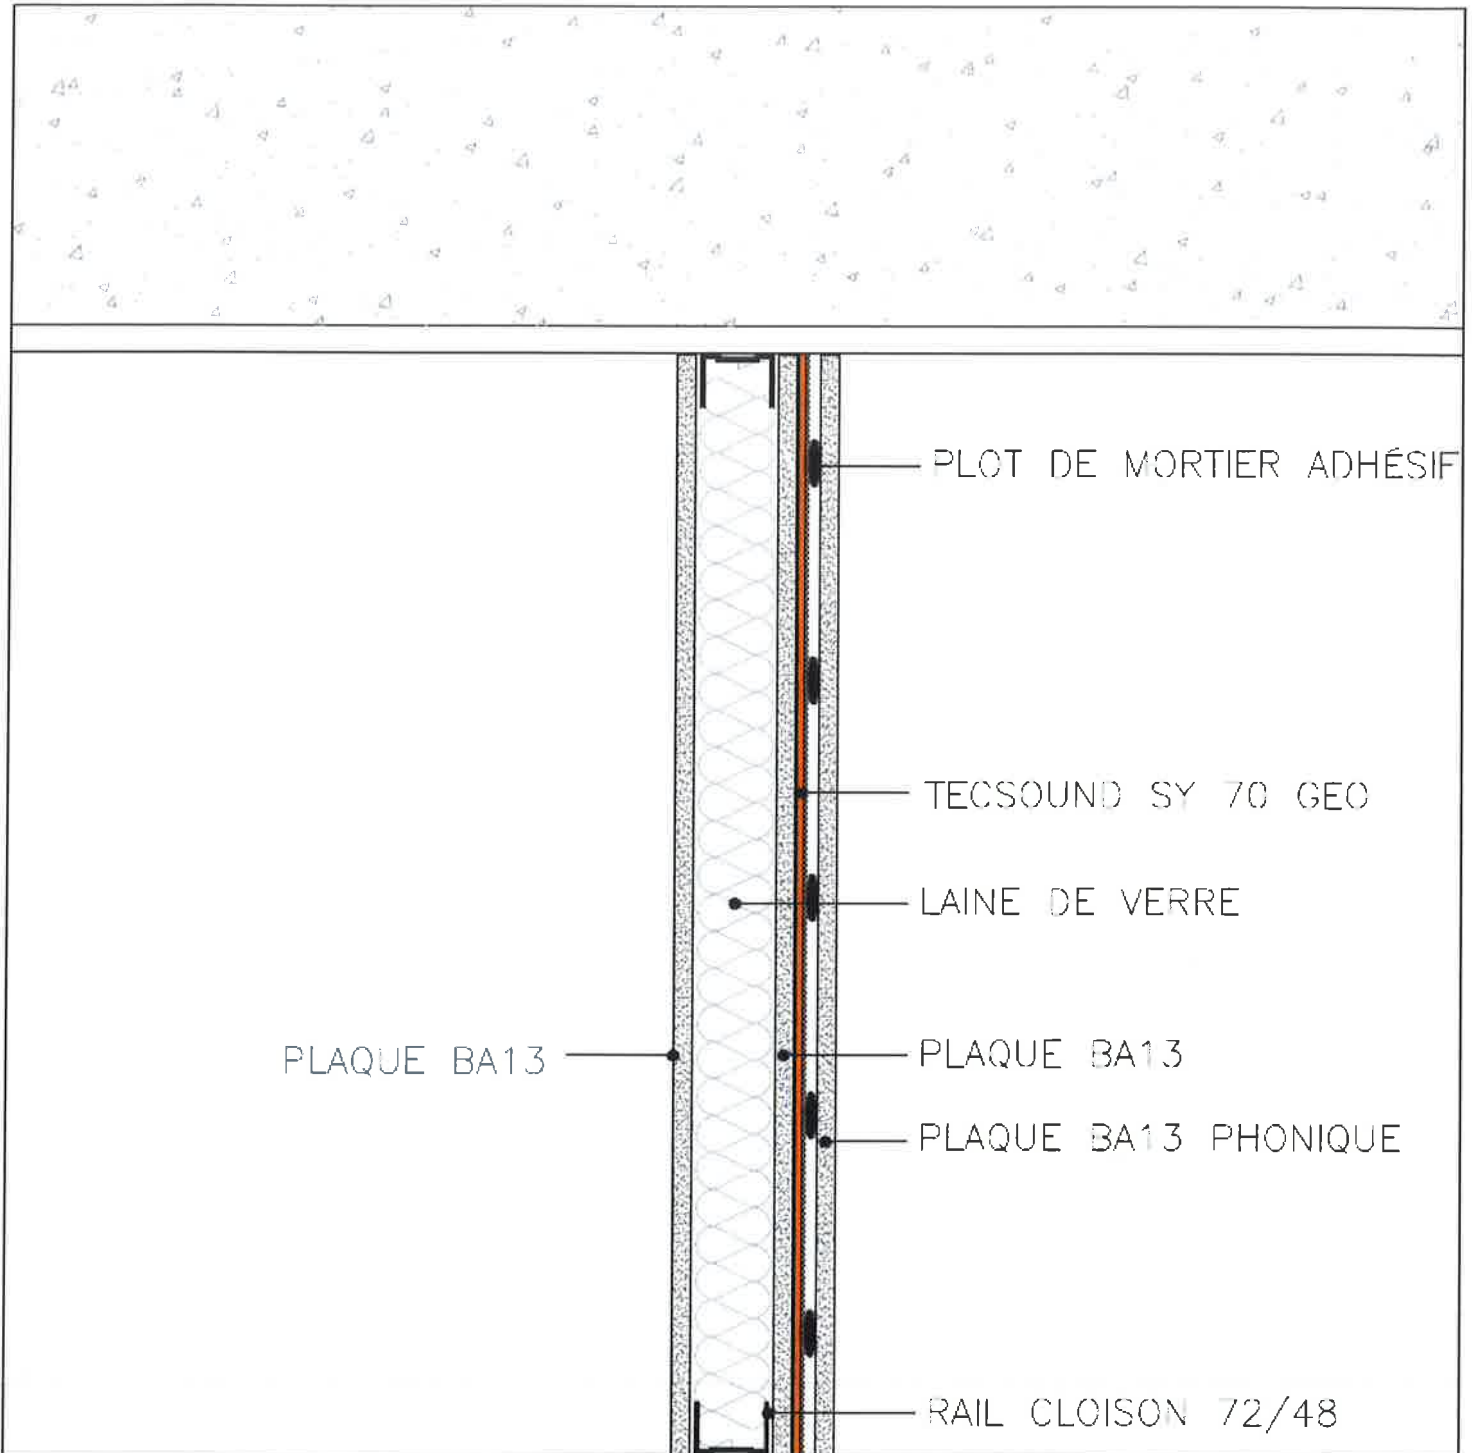 PLOT DE MORTIER ADHÉSIF
TECSOUND SY 70 GEO
LAINE DE VERRE
PLAQUE BA13
PLAQUE BA13
PLAQUE BA13 PHONIQUE
RAIL CLOISON 72/48